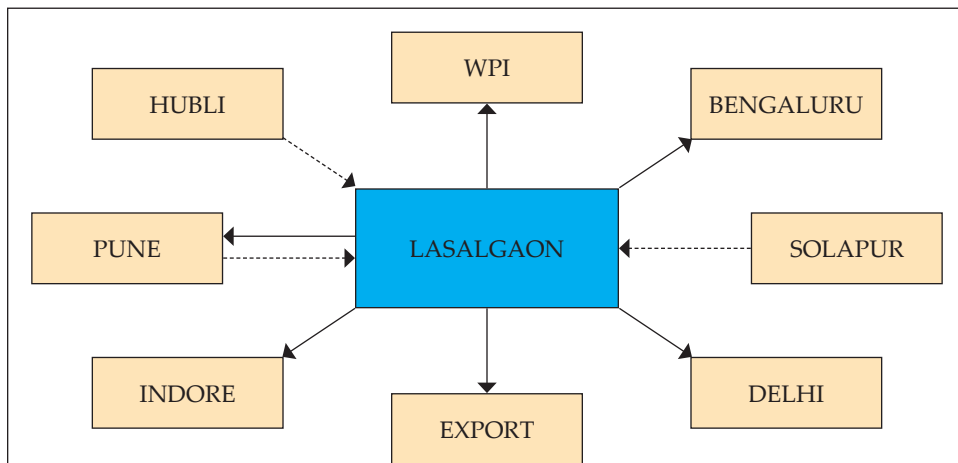 WPI
HUBLI
BENGALURU
PUNE
LASALGAON
SOLAPUR
INDORE
DELHI
EXPORT